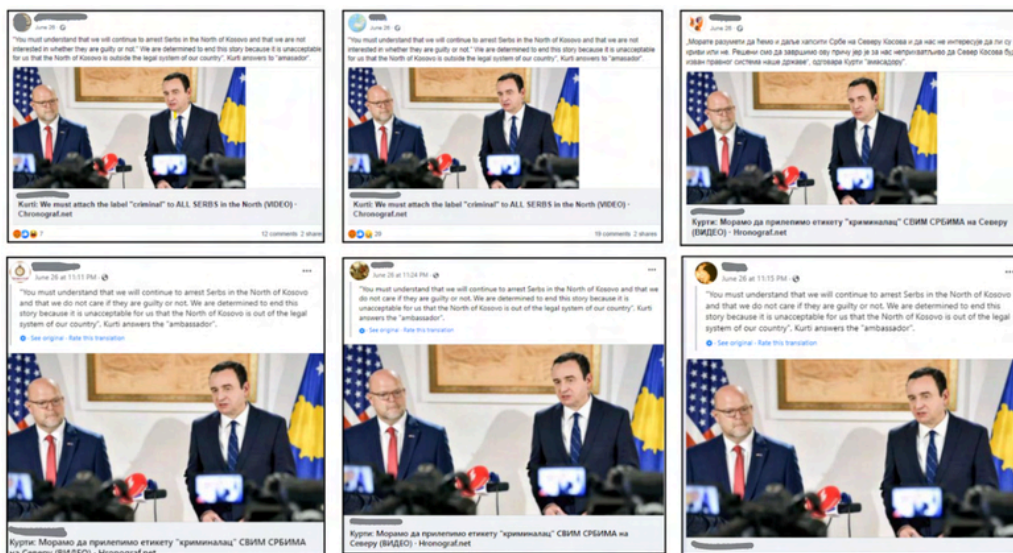 June 26
"You must understand that we will continue to arrest Serbs in the North of Kosovo and that we are not
interested in whether they are guilty or not." We are determined to end this story because it is unacceptable
for us that the North of Kosovo is outside the legal system of our country", Kurti answers to "amasador".
Kurti: We must attach the label "criminal" to ALL SERBS in the North (VIDEO) -
Chronograf.net
7
12 comments 2 share
June 26
"You must understand that we will continue to arrest Serbs in the North of Kosovo and that we are not
interested in whether they are guilty or not." We are determined to end this story because it is unacceptable
for us that the North of Kosovo is outside the legal system of our country", Kurti answers to "amasador".
Kurti: We must attach the label "criminal" to ALL SERBS in the North (VIDEO) -
Chronograf.net
29
19 comments 2 shares
June 26
„Морате разумети да ћемо и даље хапсити Србе на Северу Косова и да нас не интересује да ли су
криви или не. Решени смо да завршимо ову причу јер је за нас неприхватљиво да Север Косова буд
изван правног система наше државе", одговара Курти "амасадору".
Курти: Морамо да прилепимо етикету "криминалац" СВИМ СРБИМА на Северу
(ВИДЕО) - Hronograf.net
June 26 at 11:11 PM
"You must understand that we will continue to arrest Serbs in the North of Kosovo
and that we do not care if they are guilty or not. We are determined to end this
story because it is unacceptable for us that the North of Kosovo is out of the legal
system of our country", Kurti answers the "ambassador".
See original · Rate this translation
Курти: Морамо да прилепимо етикету "криминалац" СВИМ СРБИМА
на Северу (ВИДЕО) - Hronograf.net
June 26 at 11:24 PM
"You must understand that we will continue to arrest Serbs in the North of Kosovo and that we
do not care if they are guilty or not. We are determined to end this story because it is
unacceptable for us that the North of Kosovo is out of the legal system of our country", Kurti
answers the "ambassador".
See original · Rate this translation
Курти: Морамо да прилепимо етикету "криминалац" СВИМ СРБИМА на
Северу (ВИДЕО) - Hronograf.net
June 26 at 11:15 PM
"You must understand that we will continue to arrest Serbs in the North of Kosovo
and that we do not care if they are guilty or not. We are determined to end this
story because it is unacceptable for us that the North of Kosovo is out of the legal
system of our country", Kurti answers the "ambassador".
See original · Rate this translation